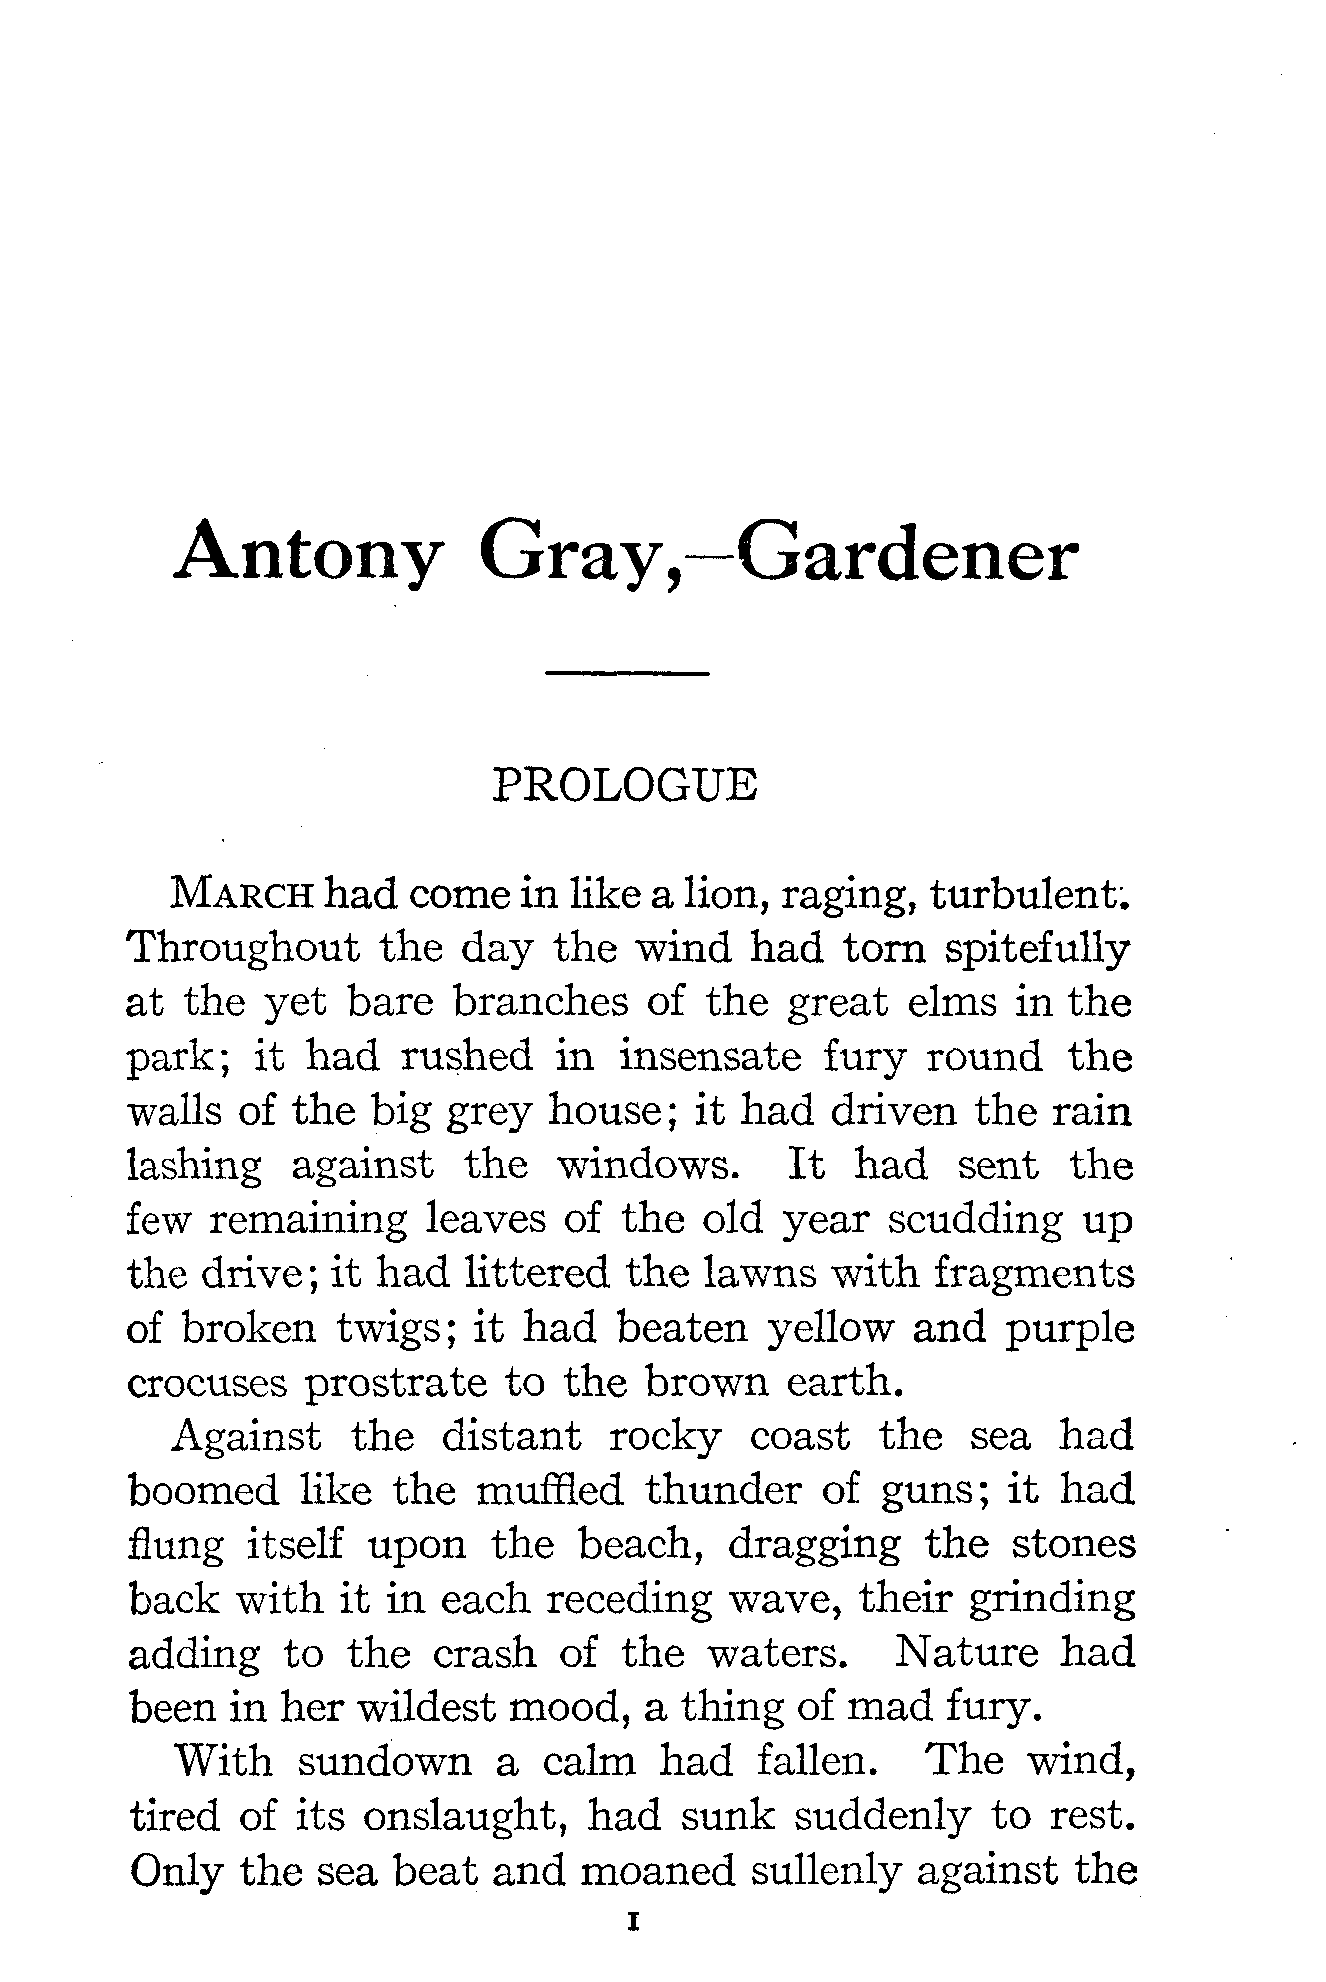 Antony Gray,—Gardener
PROLOGUE
MARCH had come in like a lion, raging, turbulent.
Throughout the day the wind had torn spitefully
at the yet bare branches of the great elms in the
park; it had rushed in insensate fury round the
walls of the big grey house; it had driven the rain
lashing against the windows. It had sent the
few remaining leaves of the old year scudding up
the drive; it had littered the lawns with fragments
of broken twigs; it had beaten yellow and purple
crocuses prostrate to the brown earth.
Against the distant rocky coast the sea had
boomed like the muffled thunder of guns; it had
flung itself upon the beach, dragging the stones
back with it in each receding wave, their grinding
adding to the crash of the waters. Nature had
been in her wildest mood, a thing of mad fury.
With sundown a calm had fallen. The wind,
tired of its onslaught, had sunk suddenly to rest.
Only the sea beat and moaned sullenly against the
1